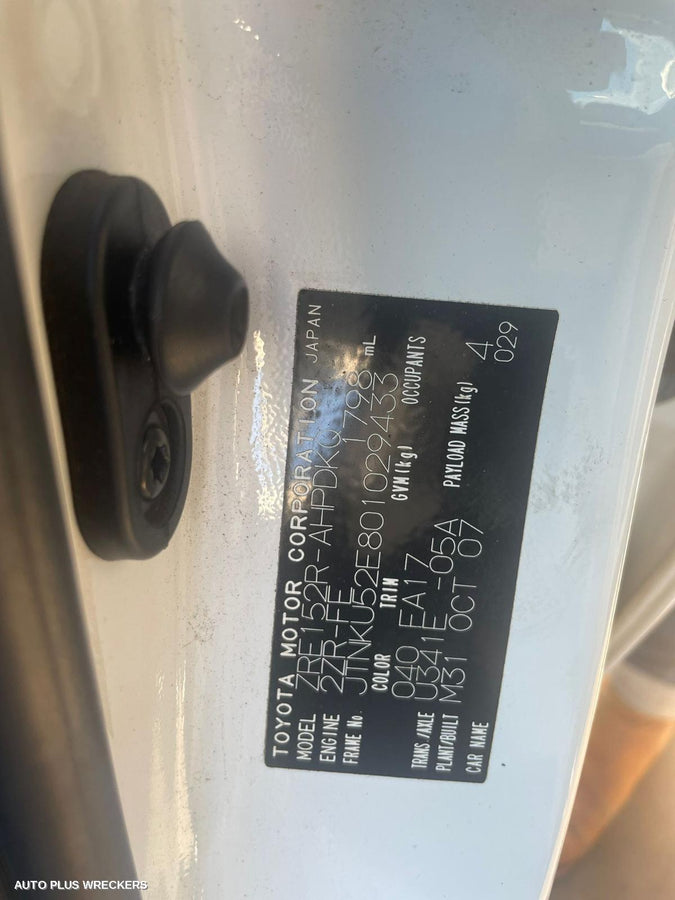 TOYOTA MOTOR CORPORATION JAPAN
MODEL ZRE152R-AHPDKQ
ENGINE 2ZR-FE 1798 mL
FRAME No. JTNKU52E801029433
COLOR TRIM GVM(kg) OCCUPANTS
040 EA17
TRANS/AXLE U341E -05A
PLANT/BUILT M31 OCT 07 PAYLOAD MASS(kg) 4
CAR NAME 029
AUTO PLUS WRECKERS